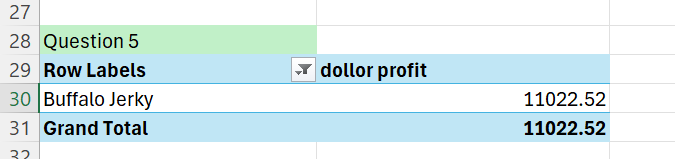 27
28 Question 5
29 Row Labels dollor profit
30 Buffalo Jerky 11022.52
31 Grand Total 11022.52
32